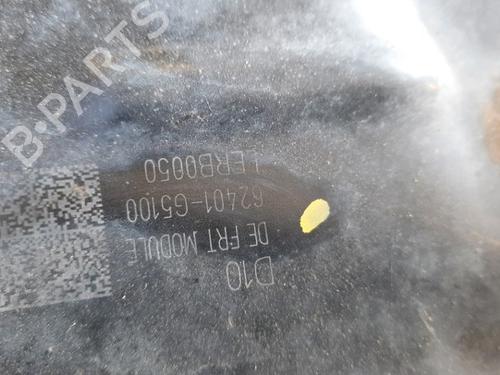 D10
DE FRT MODULE
62401-G5100
LERB0050
B-PARTS